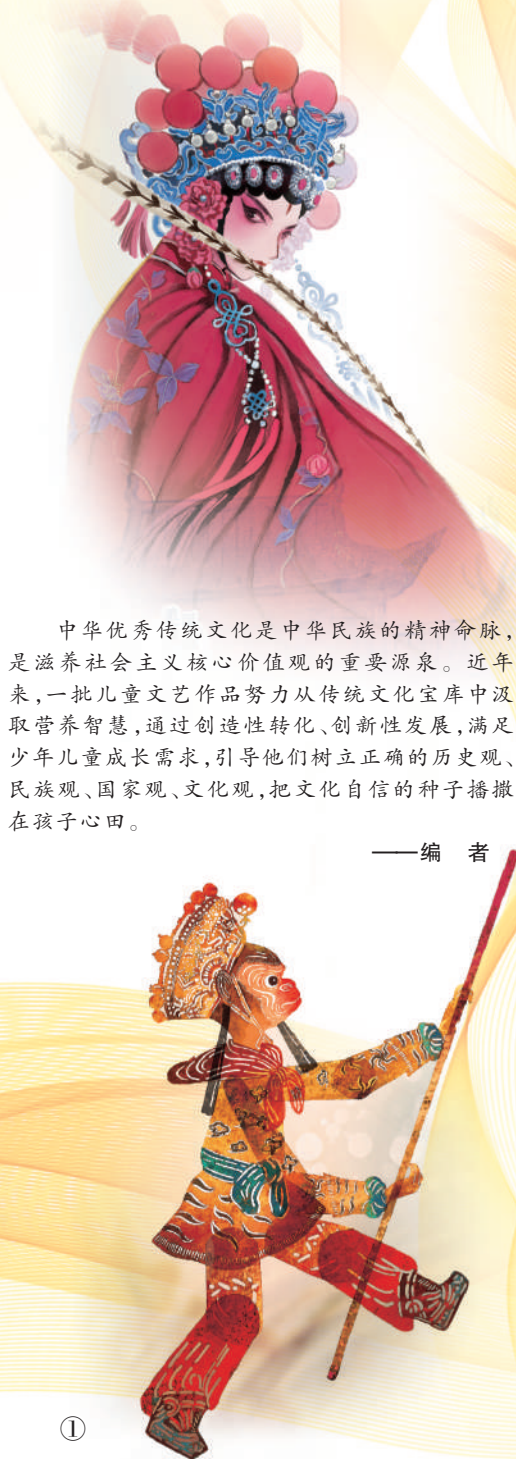 中华优秀传统文化是中华民族的精神命脉，
是滋养社会主义核心价值观的重要源泉。近年
来，一批儿童文艺作品努力从传统文化宝库中汲
取营养智慧，通过创造性转化、创新性发展，满足
少年儿童成长需求，引导他们树立正确的历史观、
民族观、国家观、文化观，把文化自信的种子播撒
在孩子心田。
——编　者
①